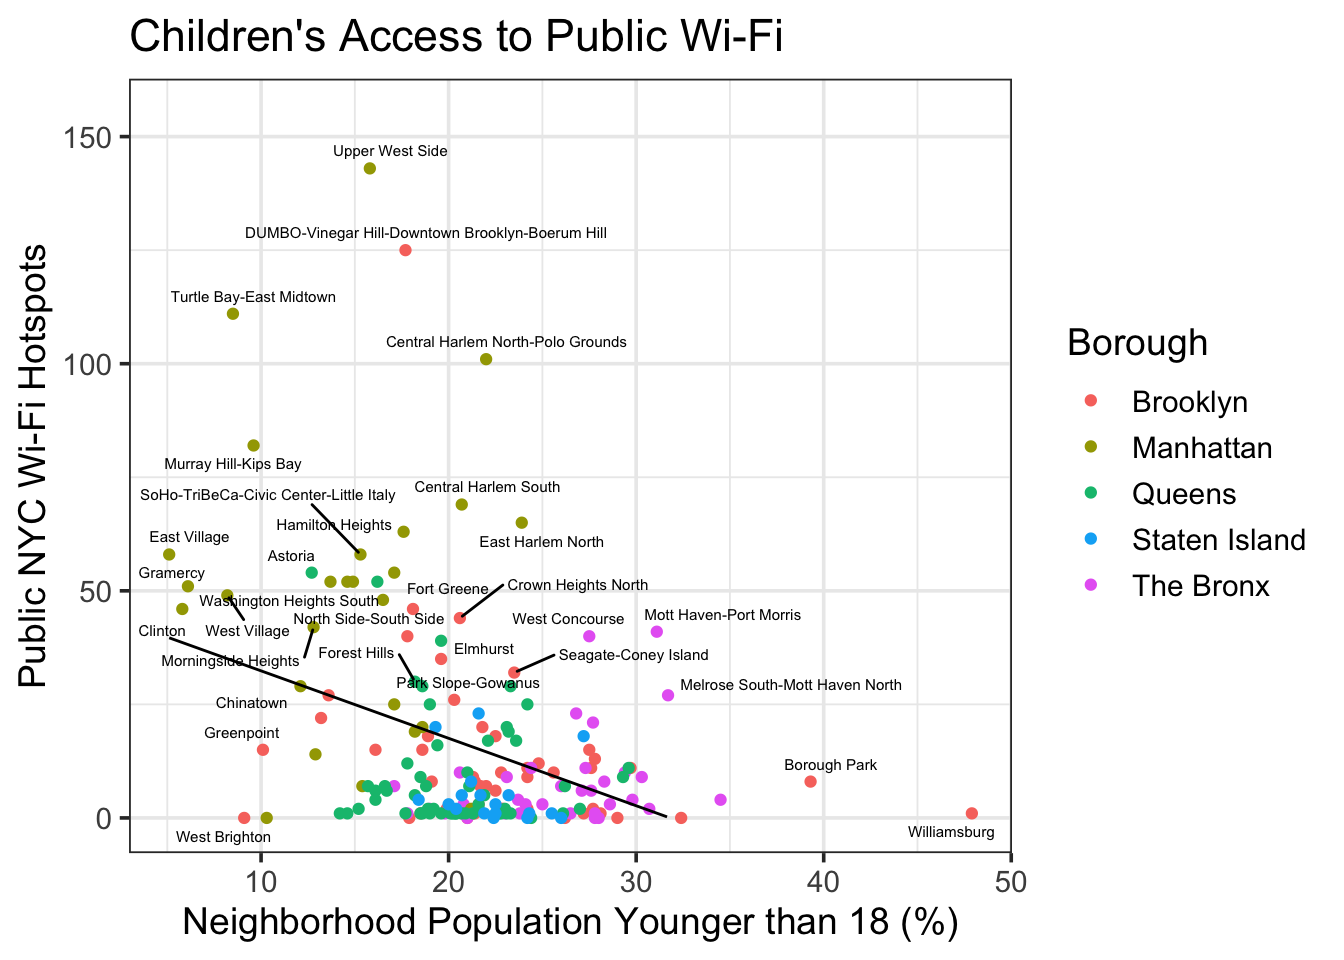 Children's Access to Public Wi-Fi
Public NYC Wi-Fi Hotspots
150
100
50
0
Upper West Side
DUMBO-Vinegar Hill-Downtown Brooklyn-Boerum Hill
Turtle Bay-East Midtown
Central Harlem North-Polo Grounds
Murray Hill-Kips Bay
Central Harlem South
SoHo-TriBeCa-Civic Center-Little Italy
Hamilton Heights
East Village
East Harlem North
Astoria
Gramercy
Fort Greene
Crown Heights North
Washington Heights South
North Side-South Side
West Concourse
Mott Haven-Port Morris
Clinton
West Village
Elmhurst
Forest Hills
Seagate-Coney Island
Morningside Heights
Park Slope-Gowanus
Melrose South-Mott Haven North
Chinatown
Greenpoint
Borough Park
West Brighton
Williamsburg
10
20
30
40
50
Neighborhood Population Younger than 18 (%)
Borough
Brooklyn
Manhattan
Queens
Staten Island
The Bronx